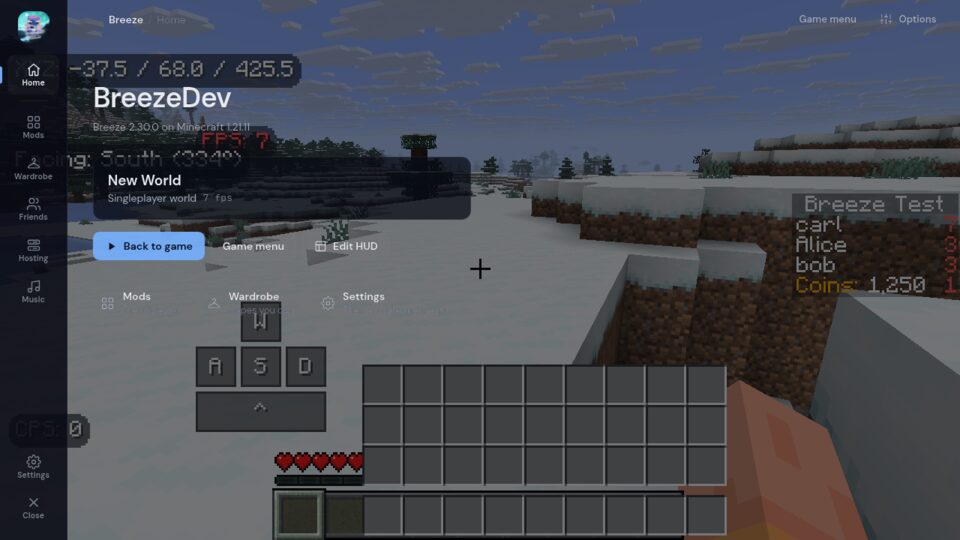 Breeze / Home
Game menu
Options
-37.5 / 68.0 / 425.5
Home
BreezeDev
Breeze 2.30.0 on Minecraft 1.21.11
FPS: 7
Mods
Facing: South (334°)
Wardrobe
New World
Singleplayer world 7 fps
Friends
Breeze Test
carl 7
Alice 3
bob 3
Coins: 1,250 1
Hosting
Back to game
Game menu
Edit HUD
Music
Mods
Wardrobe
Settings
W
A S D
^
CPS: 0
Settings
Close